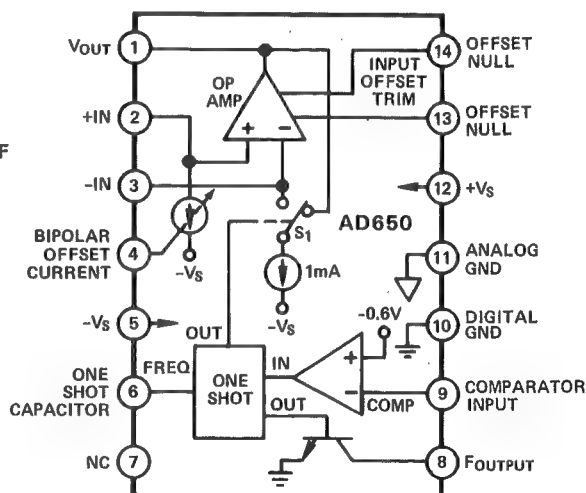 VOUT 1
+IN 2
F
-IN 3
BIPOLAR
OFFSET
CURRENT 4
-VS 5
ONE
SHOT
CAPACITOR 6
NC 7
OP
AMP
+ −
INPUT
OFFSET
TRIM
S1
AD650
-VS
1mA
-VS
-0.6V
OUT
FREQ
ONE
SHOT
IN
OUT
+
−
COMP
14 OFFSET
NULL
13 OFFSET
NULL
12 +VS
11 ANALOG
GND
10 DIGITAL
GND
9 COMPARATOR
INPUT
8 FOUTPUT